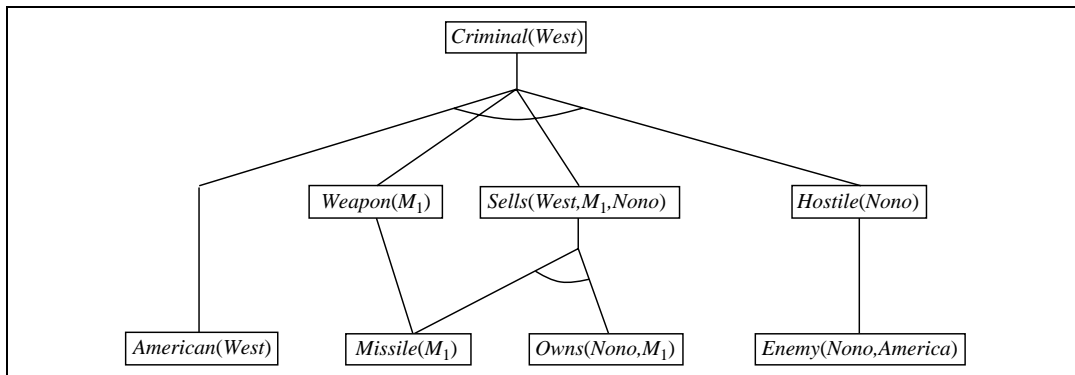 Criminal(West)
Weapon(M₁) Sells(West,M₁,Nono) Hostile(Nono)
American(West) Missile(M₁) Owns(Nono,M₁) Enemy(Nono,America)